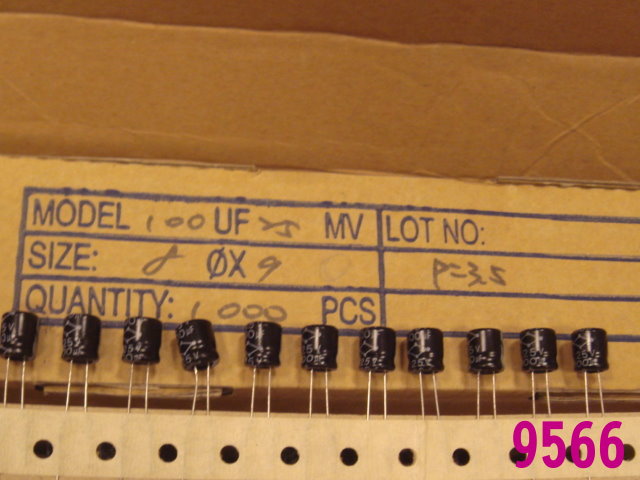 MODEL 100 UF 25 MV LOT NO:
SIZE: 8 ØX 9 P=3.5
QUANTITY: 1000 PCS
9566